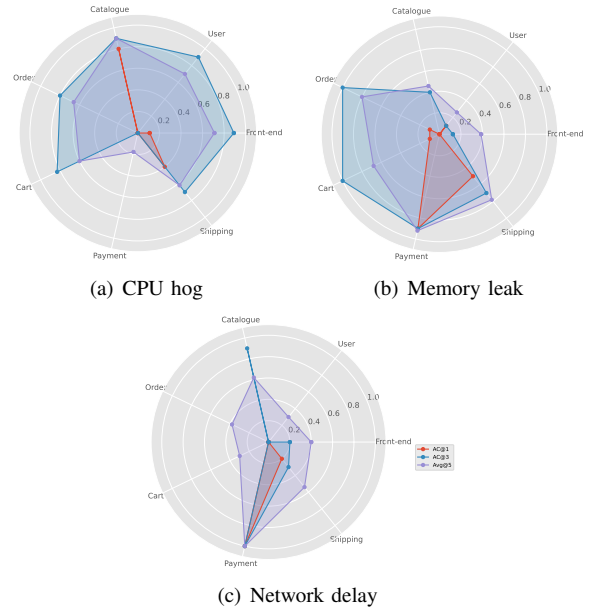 Catalogue
User
Order
1.0
0.8
0.6
0.4
0.2
Front-end
Cart
Payment
Shipping
(a) CPU hog
Catalogue
User
Order
1.0
0.8
0.6
0.4
0.2
Front-end
Cart
Payment
Shipping
(b) Memory leak
Catalogue
User
Order
1.0
0.8
0.6
0.4
0.2
Front-end
AC@1
AC@3
Avg@5
Cart
Payment
Shipping
(c) Network delay